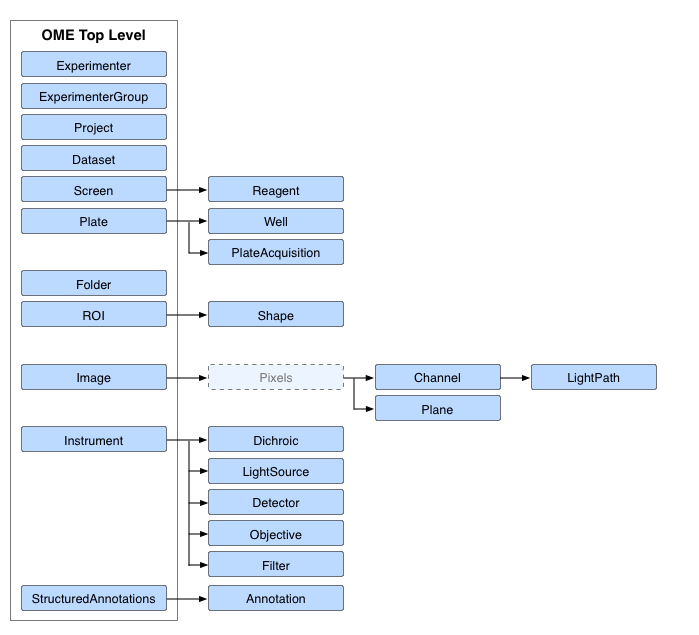 OME Top Level
Experimenter
ExperimenterGroup
Project
Dataset
Screen
Reagent
Plate
Well
PlateAcquisition
Folder
ROI
Shape
Image
Pixels
Channel
LightPath
Plane
Instrument
Dichroic
LightSource
Detector
Objective
Filter
StructuredAnnotations
Annotation